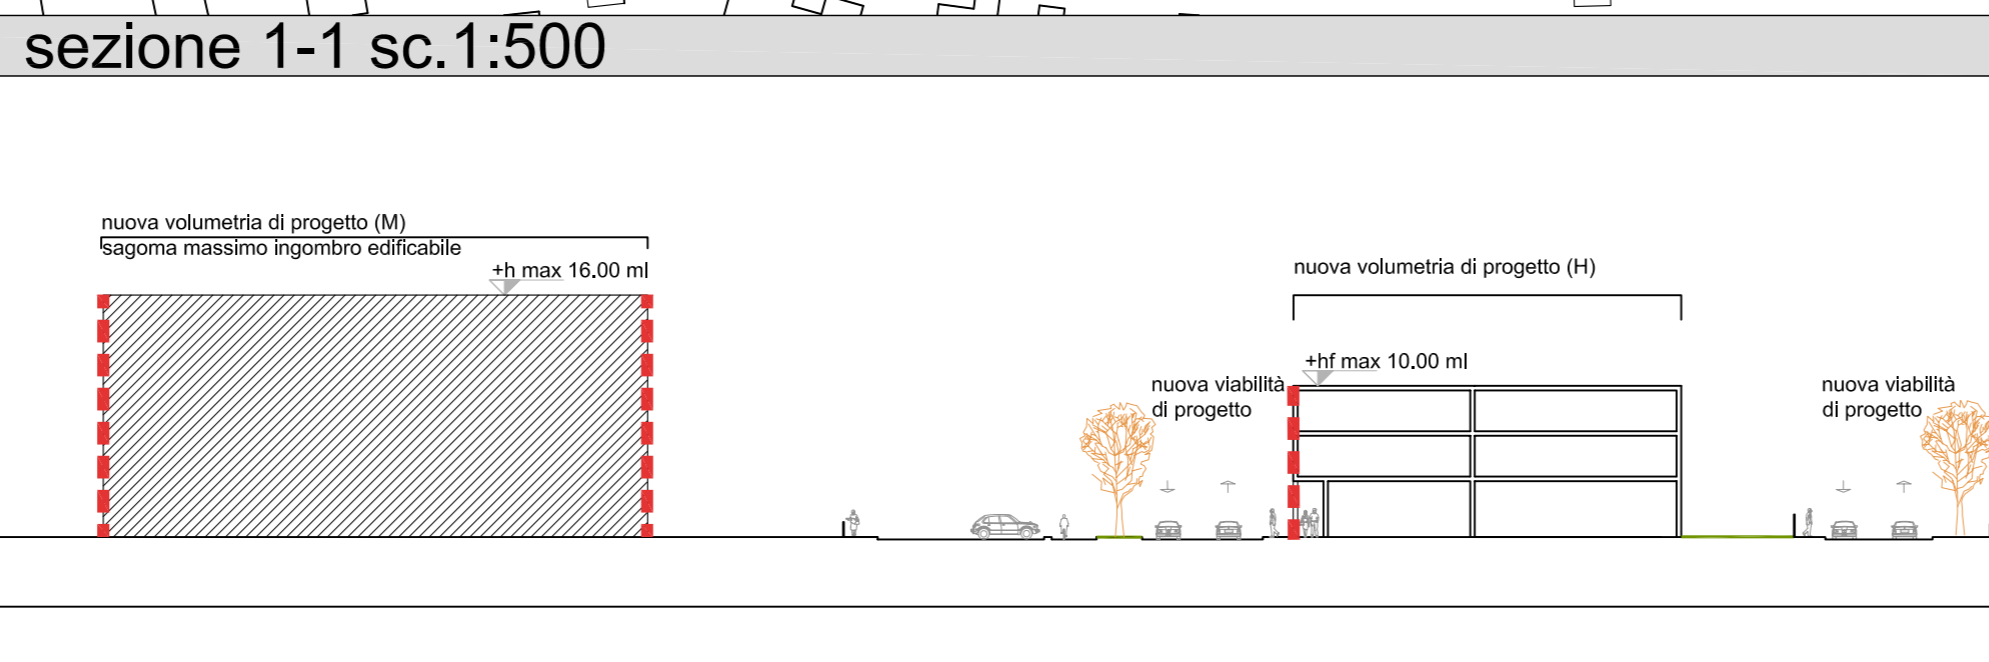 sezione 1-1 sc.1:500
nuova volumetria di progetto (M)
sagoma massimo ingombro edificabile
+h max 16.00 ml
nuova volumetria di progetto (H)
+hf max 10.00 ml
nuova viabilità
di progetto
nuova viabilità
di progetto